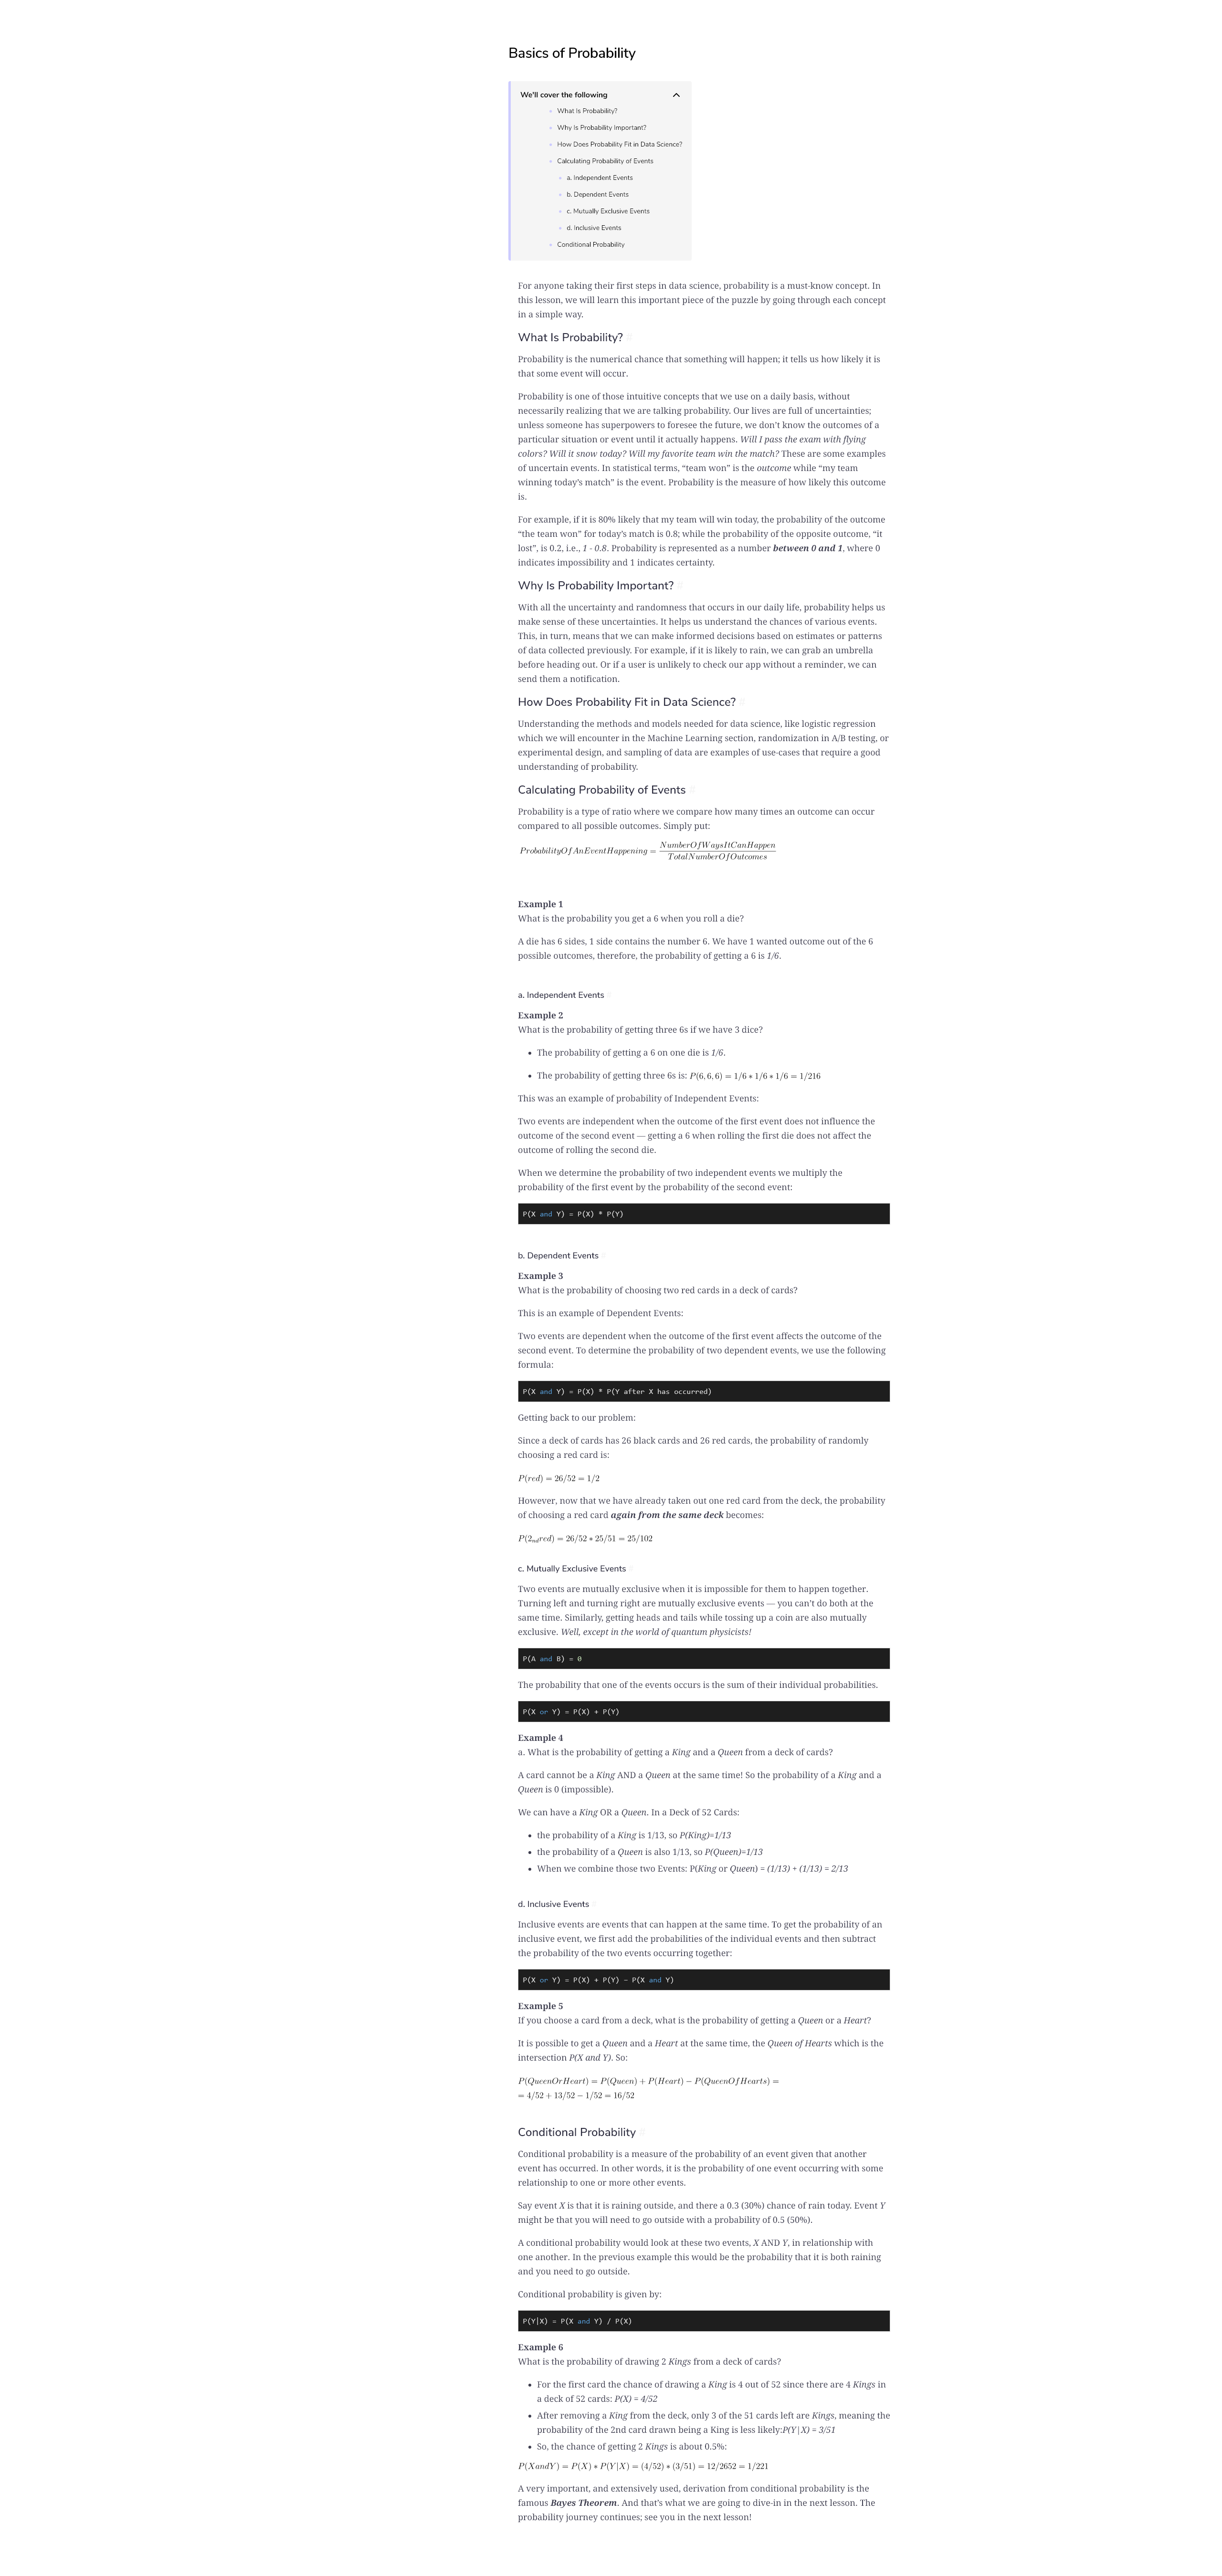 Basics of Probability
We'll cover the following
What Is Probability?
Why Is Probability Important?
How Does Probability Fit in Data Science?
Calculating Probability of Events
a. Independent Events
b. Dependent Events
c. Mutually Exclusive Events
d. Inclusive Events
Conditional Probability
For anyone taking their first steps in data science, probability is a must-know concept. In
this lesson, we will learn this important piece of the puzzle by going through each concept
in a simple way.
What Is Probability?
Probability is the numerical chance that something will happen; it tells us how likely it is
that some event will occur.
Probability is one of those intuitive concepts that we use on a daily basis, without
necessarily realizing that we are talking probability. Our lives are full of uncertainties;
unless someone has superpowers to foresee the future, we don’t know the outcomes of a
particular situation or event until it actually happens. Will I pass the exam with flying
colors? Will it snow today? Will my favorite team win the match? These are some examples
of uncertain events. In statistical terms, “team won” is the outcome while “my team
winning today’s match” is the event. Probability is the measure of how likely this outcome
is.
For example, if it is 80% likely that my team will win today, the probability of the outcome
“the team won” for today’s match is 0.8; while the probability of the opposite outcome, “it
lost”, is 0.2, i.e., 1 - 0.8. Probability is represented as a number between 0 and 1, where 0
indicates impossibility and 1 indicates certainty.
Why Is Probability Important?
With all the uncertainty and randomness that occurs in our daily life, probability helps us
make sense of these uncertainties. It helps us understand the chances of various events.
This, in turn, means that we can make informed decisions based on estimates or patterns
of data collected previously. For example, if it is likely to rain, we can grab an umbrella
before heading out. Or if a user is unlikely to check our app without a reminder, we can
send them a notification.
How Does Probability Fit in Data Science?
Understanding the methods and models needed for data science, like logistic regression
which we will encounter in the Machine Learning section, randomization in A/B testing, or
experimental design, and sampling of data are examples of use-cases that require a good
understanding of probability.
Calculating Probability of Events
Probability is a type of ratio where we compare how many times an outcome can occur
compared to all possible outcomes. Simply put:
ProbabilityOfAnEventHappening = NumberOfWaysItCanHappen
TotalNumberOfOutcomes
Example 1
What is the probability you get a 6 when you roll a die?
A die has 6 sides, 1 side contains the number 6. We have 1 wanted outcome out of the 6
possible outcomes, therefore, the probability of getting a 6 is 1/6.
a. Independent Events
Example 2
What is the probability of getting three 6s if we have 3 dice?
• The probability of getting a 6 on one die is 1/6.
• The probability of getting three 6s is: P(6, 6, 6) = 1/6 * 1/6 * 1/6 = 1/216
This was an example of probability of Independent Events:
Two events are independent when the outcome of the first event does not influence the
outcome of the second event — getting a 6 when rolling the first die does not affect the
outcome of rolling the second die.
When we determine the probability of two independent events we multiply the
probability of the first event by the probability of the second event:
P(X and Y) = P(X) * P(Y)
b. Dependent Events
Example 3
What is the probability of choosing two red cards in a deck of cards?
This is an example of Dependent Events:
Two events are dependent when the outcome of the first event affects the outcome of the
second event. To determine the probability of two dependent events, we use the following
formula:
P(X and Y) = P(X) * P(Y after X has occurred)
Getting back to our problem:
Since a deck of cards has 26 black cards and 26 red cards, the probability of randomly
choosing a red card is:
P(red) = 26/52 = 1/2
However, now that we have already taken out one red card from the deck, the probability
of choosing a red card again from the same deck becomes:
P(2ndred) = 26/52 * 25/51 = 25/102
c. Mutually Exclusive Events
Two events are mutually exclusive when it is impossible for them to happen together.
Turning left and turning right are mutually exclusive events — you can’t do both at the
same time. Similarly, getting heads and tails while tossing up a coin are also mutually
exclusive. Well, except in the world of quantum physicists!
P(A and B) = 0
The probability that one of the events occurs is the sum of their individual probabilities.
P(X or Y) = P(X) + P(Y)
Example 4
a. What is the probability of getting a King and a Queen from a deck of cards?
A card cannot be a King AND a Queen at the same time! So the probability of a King and a
Queen is 0 (impossible).
We can have a King OR a Queen. In a Deck of 52 Cards:
• the probability of a King is 1/13, so P(King)=1/13
• the probability of a Queen is also 1/13, so P(Queen)=1/13
• When we combine those two Events: P(King or Queen) = (1/13) + (1/13) = 2/13
d. Inclusive Events
Inclusive events are events that can happen at the same time. To get the probability of an
inclusive event, we first add the probabilities of the individual events and then subtract
the probability of the two events occurring together:
P(X or Y) = P(X) + P(Y) − P(X and Y)
Example 5
If you choose a card from a deck, what is the probability of getting a Queen or a Heart?
It is possible to get a Queen and a Heart at the same time, the Queen of Hearts which is the
intersection P(X and Y). So:
P(QueenOrHeart) = P(Queen) + P(Heart) − P(QueenOfHearts) =
= 4/52 + 13/52 − 1/52 = 16/52
Conditional Probability
Conditional probability is a measure of the probability of an event given that another
event has occurred. In other words, it is the probability of one event occurring with some
relationship to one or more other events.
Say event X is that it is raining outside, and there a 0.3 (30%) chance of rain today. Event Y
might be that you will need to go outside with a probability of 0.5 (50%).
A conditional probability would look at these two events, X AND Y, in relationship with
one another. In the previous example this would be the probability that it is both raining
and you need to go outside.
Conditional probability is given by:
P(Y|X) = P(X and Y) / P(X)
Example 6
What is the probability of drawing 2 Kings from a deck of cards?
• For the first card the chance of drawing a King is 4 out of 52 since there are 4 Kings in
a deck of 52 cards: P(X) = 4/52
• After removing a King from the deck, only 3 of the 51 cards left are Kings, meaning the
probability of the 2nd card drawn being a King is less likely:P(Y|X) = 3/51
• So, the chance of getting 2 Kings is about 0.5%:
P(XandY) = P(X) * P(Y|X) = (4/52) * (3/51) = 12/2652 = 1/221
A very important, and extensively used, derivation from conditional probability is the
famous Bayes Theorem. And that’s what we are going to dive-in in the next lesson. The
probability journey continues; see you in the next lesson!